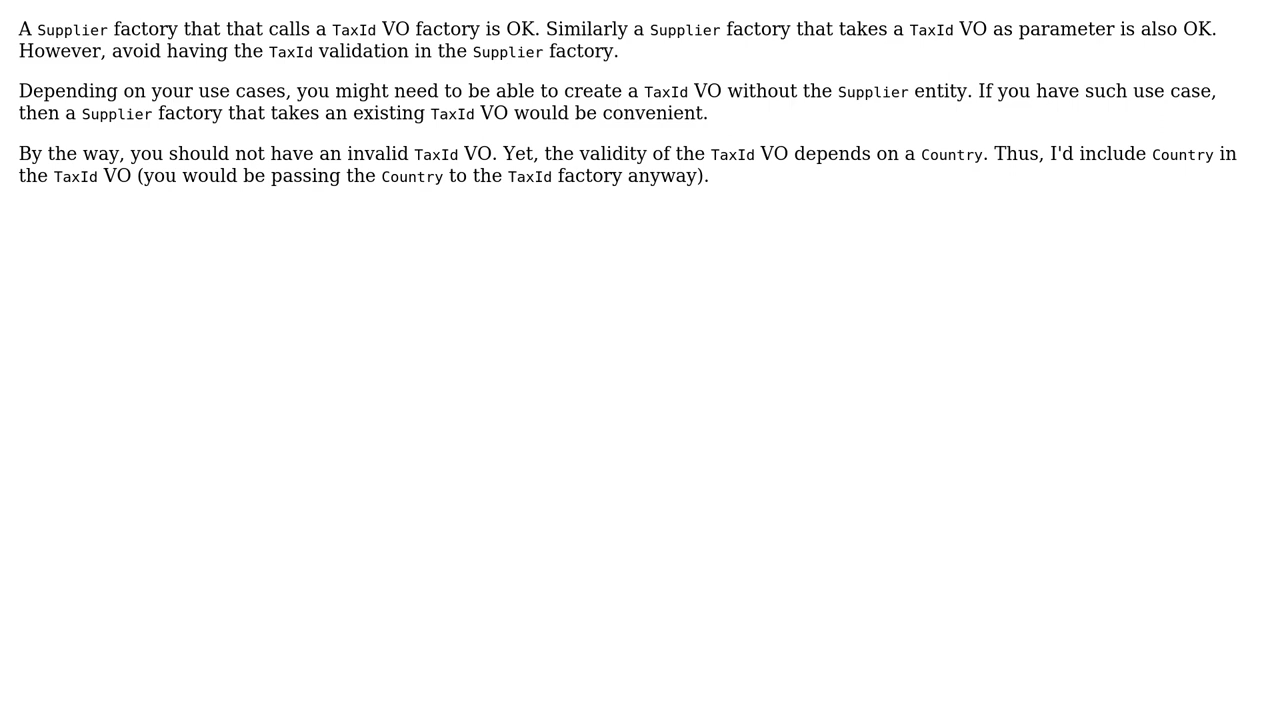 A Supplier factory that that calls a TaxId VO factory is OK. Similarly a Supplier factory that takes a TaxId VO as parameter is also OK.
However, avoid having the TaxId validation in the Supplier factory.
Depending on your use cases, you might need to be able to create a TaxId VO without the Supplier entity. If you have such use case,
then a Supplier factory that takes an existing TaxId VO would be convenient.
By the way, you should not have an invalid TaxId VO. Yet, the validity of the TaxId VO depends on a Country. Thus, I'd include Country in
the TaxId VO (you would be passing the Country to the TaxId factory anyway).